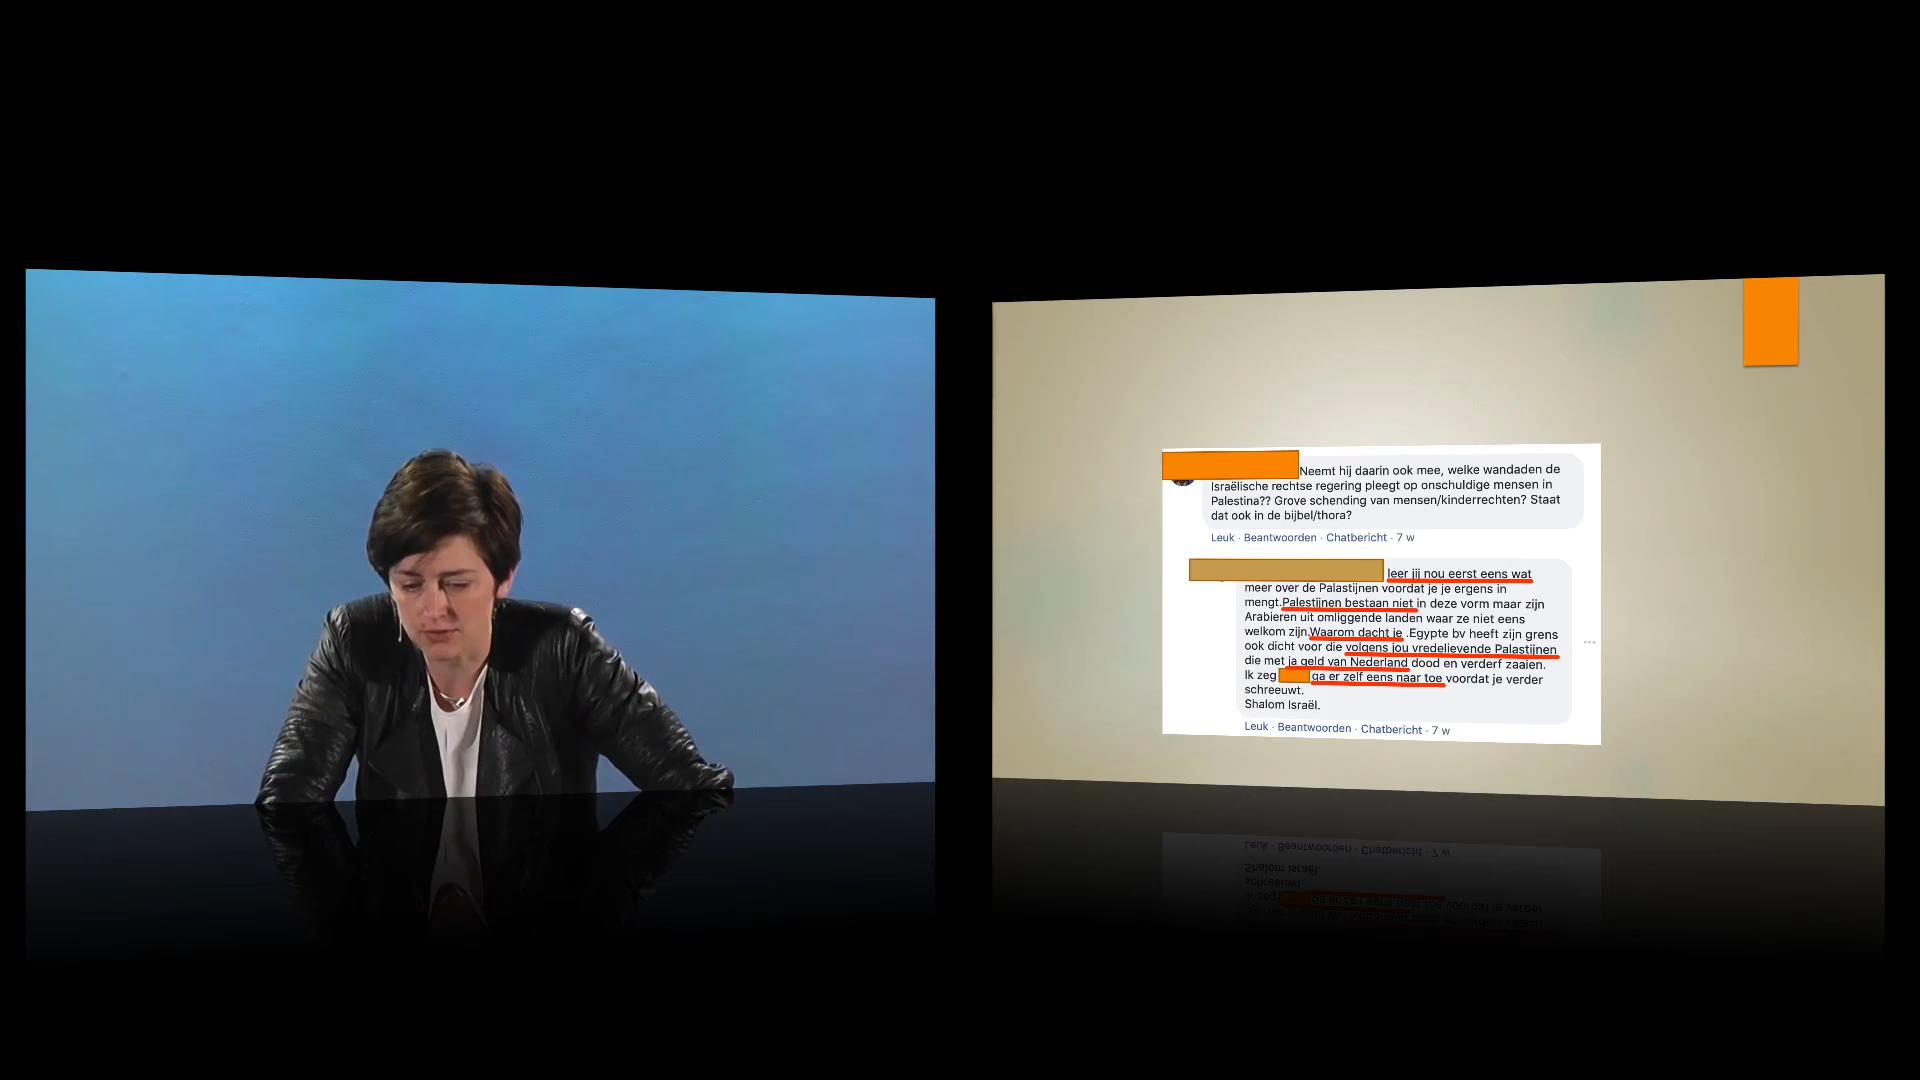 Neemt hij daarin ook mee, welke wandaden de
Israëlische rechtse regering pleegt op onschuldige mensen in
Palestina?? Grove schending van mensen/kinderrechten? Staat
dat ook in de bijbel/thora?
Leuk · Beantwoorden · Chatbericht · 7 w
leer jij nou eerst eens wat
meer over de Palastijnen voordat je je ergens in
mengt.Palestijnen bestaan niet in deze vorm maar zijn
Arabieren uit omliggende landen waar ze niet eens
welkom zijn.Waarom dacht je .Egypte bv heeft zijn grens
ook dicht voor die volgens jou vredelievende Palastijnen
die met ja geld van Nederland dood en verderf zaaien.
Ik zeg ga er zelf eens naar toe voordat je verder
schreeuwt.
Shalom Israël.
Leuk · Beantwoorden · Chatbericht · 7 w